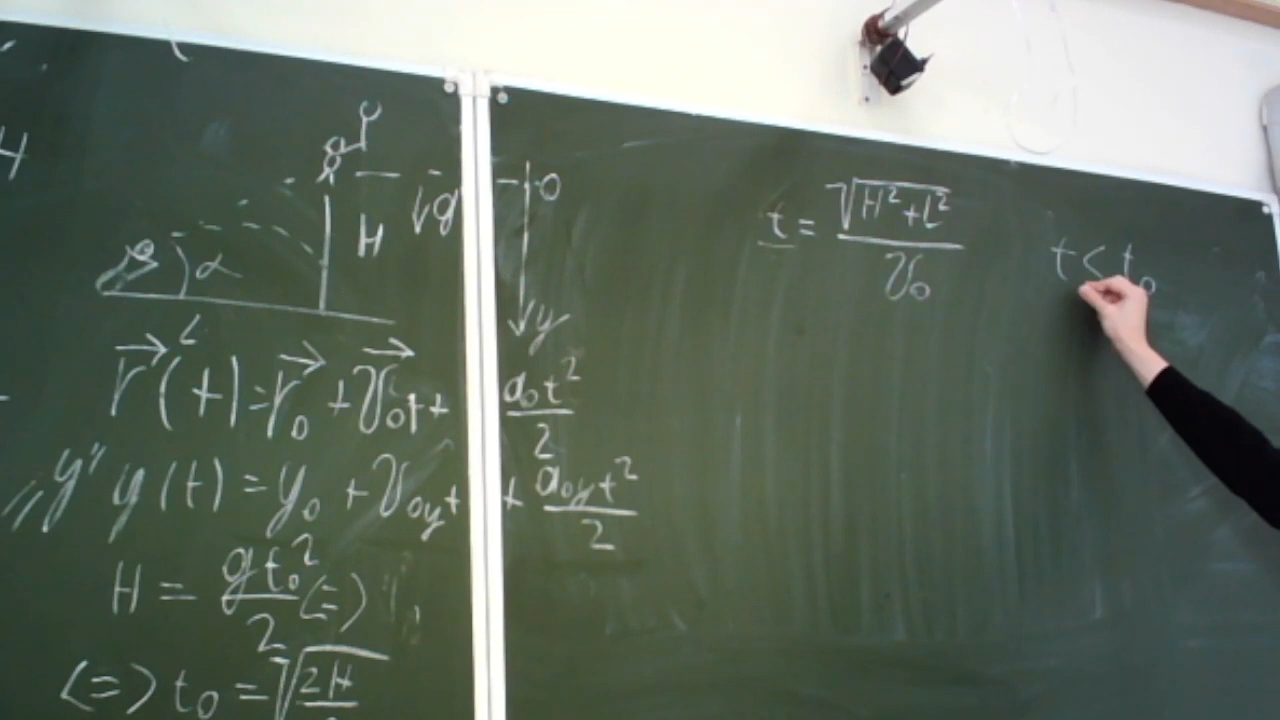 H
H
g
0
α
L
y
r⃗(t) = r⃗₀ + v⃗₀t + a₀t²/2
"y" y(t) = y₀ + v₀yt + a₀yt²/2
H = gt₀²/2 <=>
<=> t₀ = √(2H/
t = √(H²+L²)/v₀
t < t₀